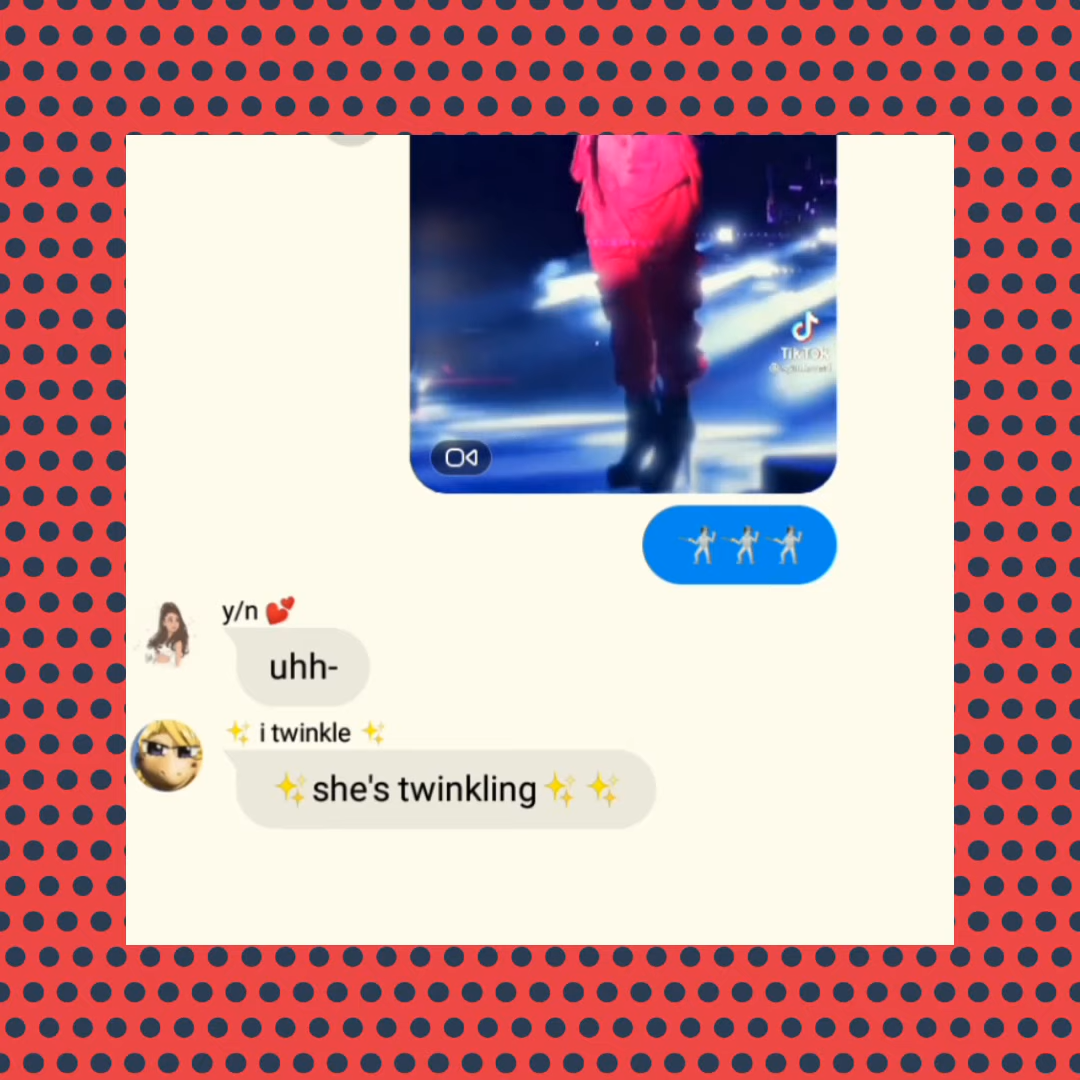 TikTok
🤺🤺🤺
y/n 💕
uhh-
✨ i twinkle ✨
✨she's twinkling✨✨